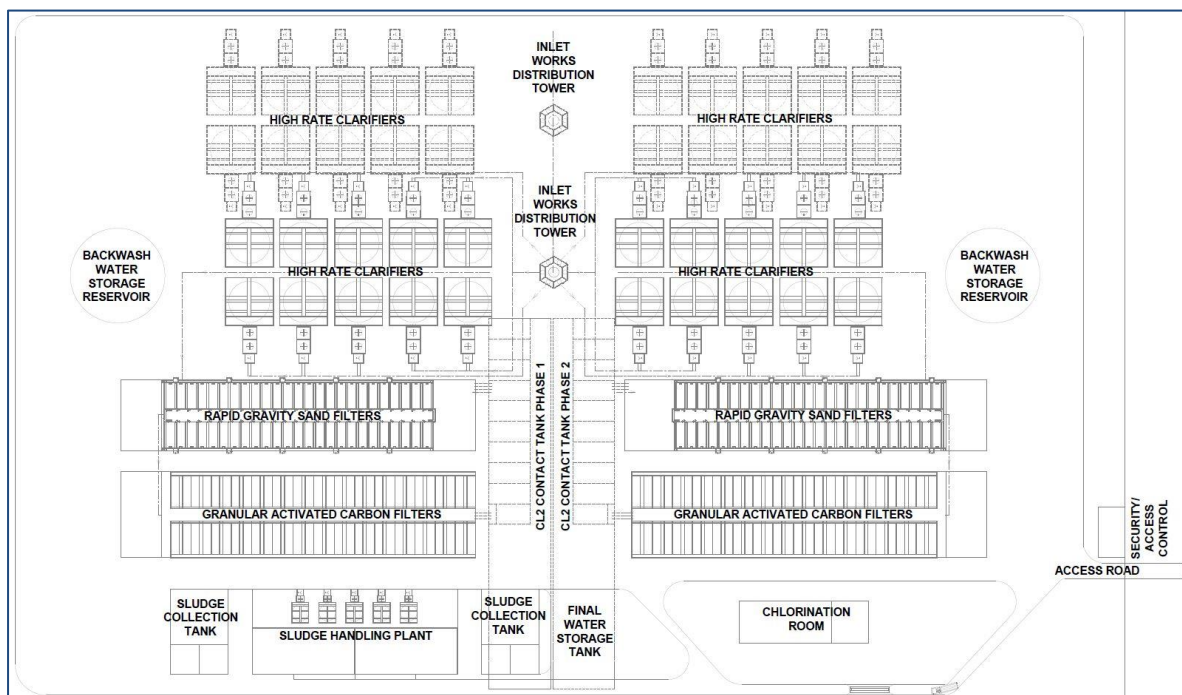 INLET
WORKS
DISTRIBUTION
TOWER
HIGH RATE CLARIFIERS
HIGH RATE CLARIFIERS
INLET
WORKS
DISTRIBUTION
TOWER
BACKWASH
WATER
STORAGE
RESERVOIR
HIGH RATE CLARIFIERS
HIGH RATE CLARIFIERS
BACKWASH
WATER
STORAGE
RESERVOIR
CL2 CONTACT TANK PHASE 1
CL2 CONTACT TANK PHASE 2
RAPID GRAVITY SAND FILTERS
RAPID GRAVITY SAND FILTERS
GRANULAR ACTIVATED CARBON FILTERS
GRANULAR ACTIVATED CARBON FILTERS
SECURITY/
ACCESS
CONTROL
ACCESS ROAD
SLUDGE
COLLECTION
TANK
SLUDGE HANDLING PLANT
SLUDGE
COLLECTION
TANK
FINAL
WATER
STORAGE
TANK
CHLORINATION
ROOM